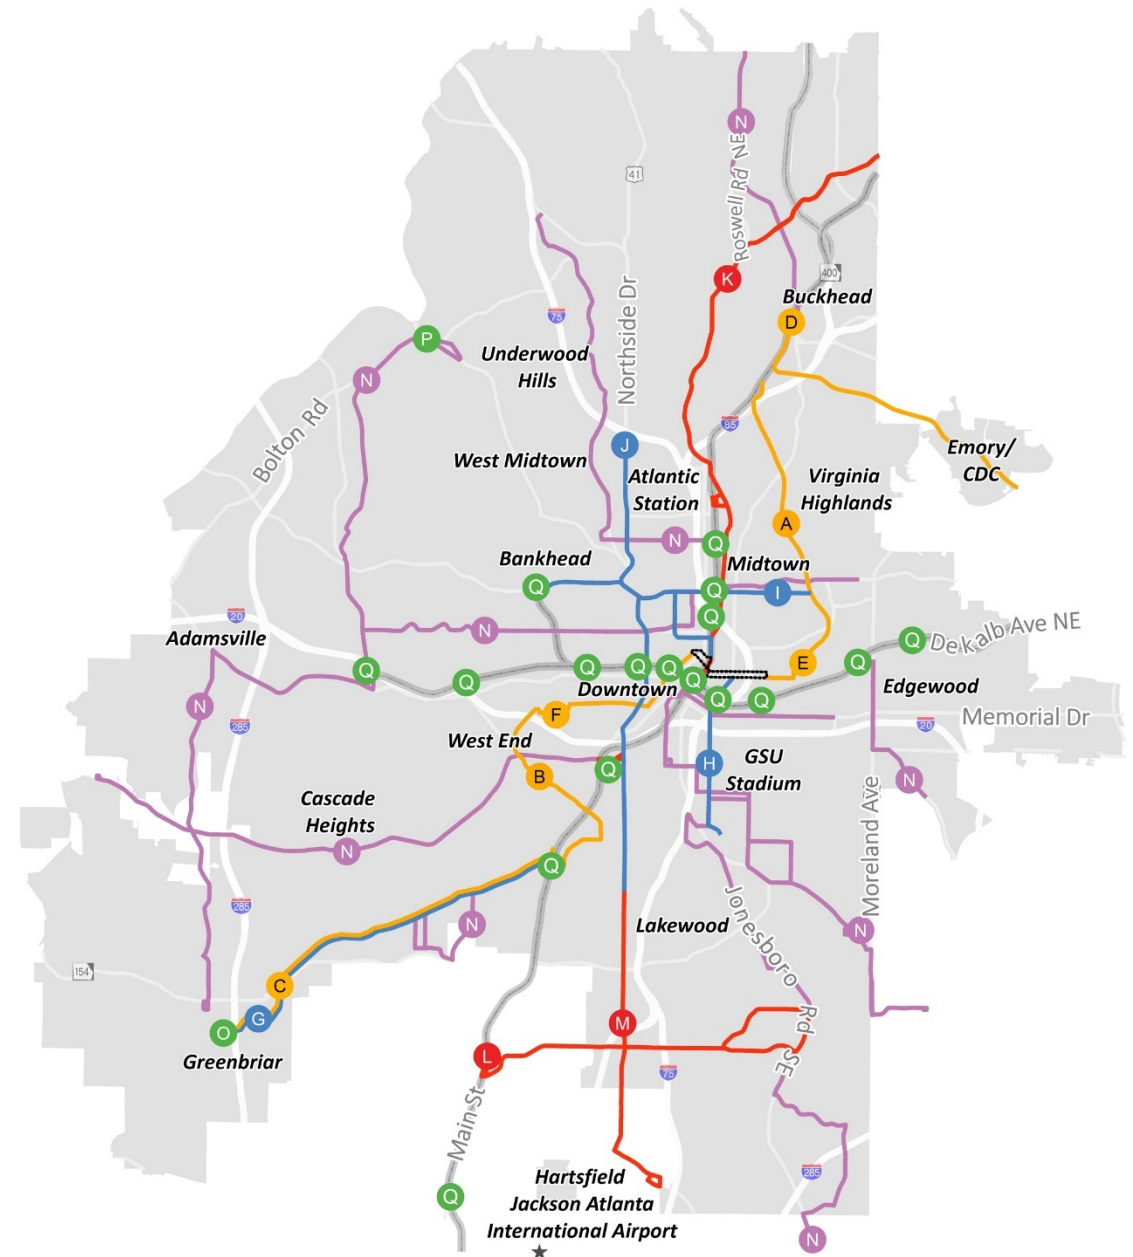 N
Roswell Rd NE
41
400
K
Buckhead
75
D
P
Underwood
Hills
Northside Dr
N
85
Bolton Rd
J
Emory/
CDC
West Midtown
Atlantic
Station
Virginia
Highlands
A
N
Q
Bankhead
Midtown
Q
Q
I
20
Q
Adamsville
N
Q
Dekalb Ave NE
Q
Q
Q
Q
Q
Q
E
Q
Downtown
Q
Edgewood
N
Q
Q
F
Memorial Dr
285
20
West End
Q
H
GSU
Stadium
B
N
Cascade
Heights
Moreland Ave
N
Q
285
N
Lakewood
Jonesboro Rd SE
N
154
C
O
G
M
Greenbriar
L
75
Main St
285
Hartsfield
Jackson Atlanta
International Airport
Q
N